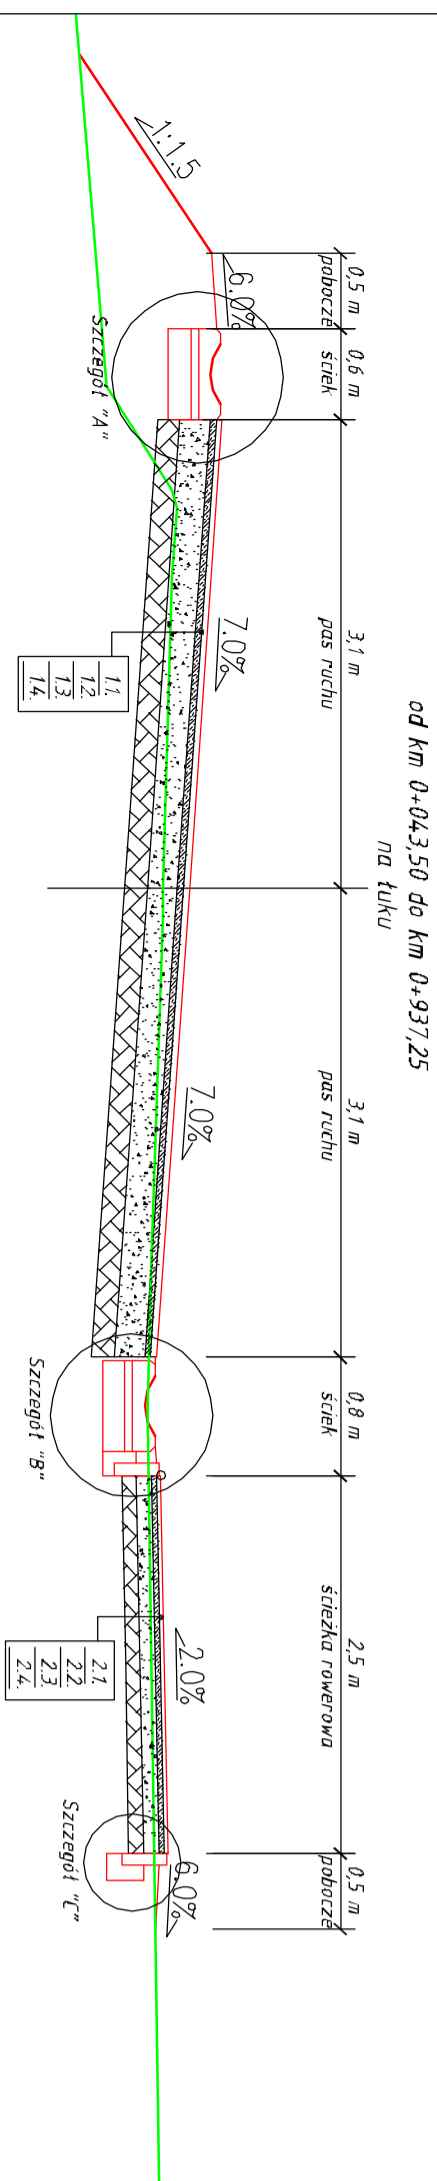 od km 0+043,50 do km 0+937,25
na łuku
0,5 m
pobocze
0,6 m
ściek
3,1 m
pas ruchu
3,1 m
pas ruchu
0,8 m
ściek
2,5 m
ścieżka rowerowa
0,5 m
pobocze
1:1.5
6.0%
7.0%
7.0%
2.0%
6.0%
Szczegół "A"
1.1.
1.2.
1.3.
1.4.
Szczegół "B"
2.1.
2.2.
2.3.
2.4.
Szczegół "C"